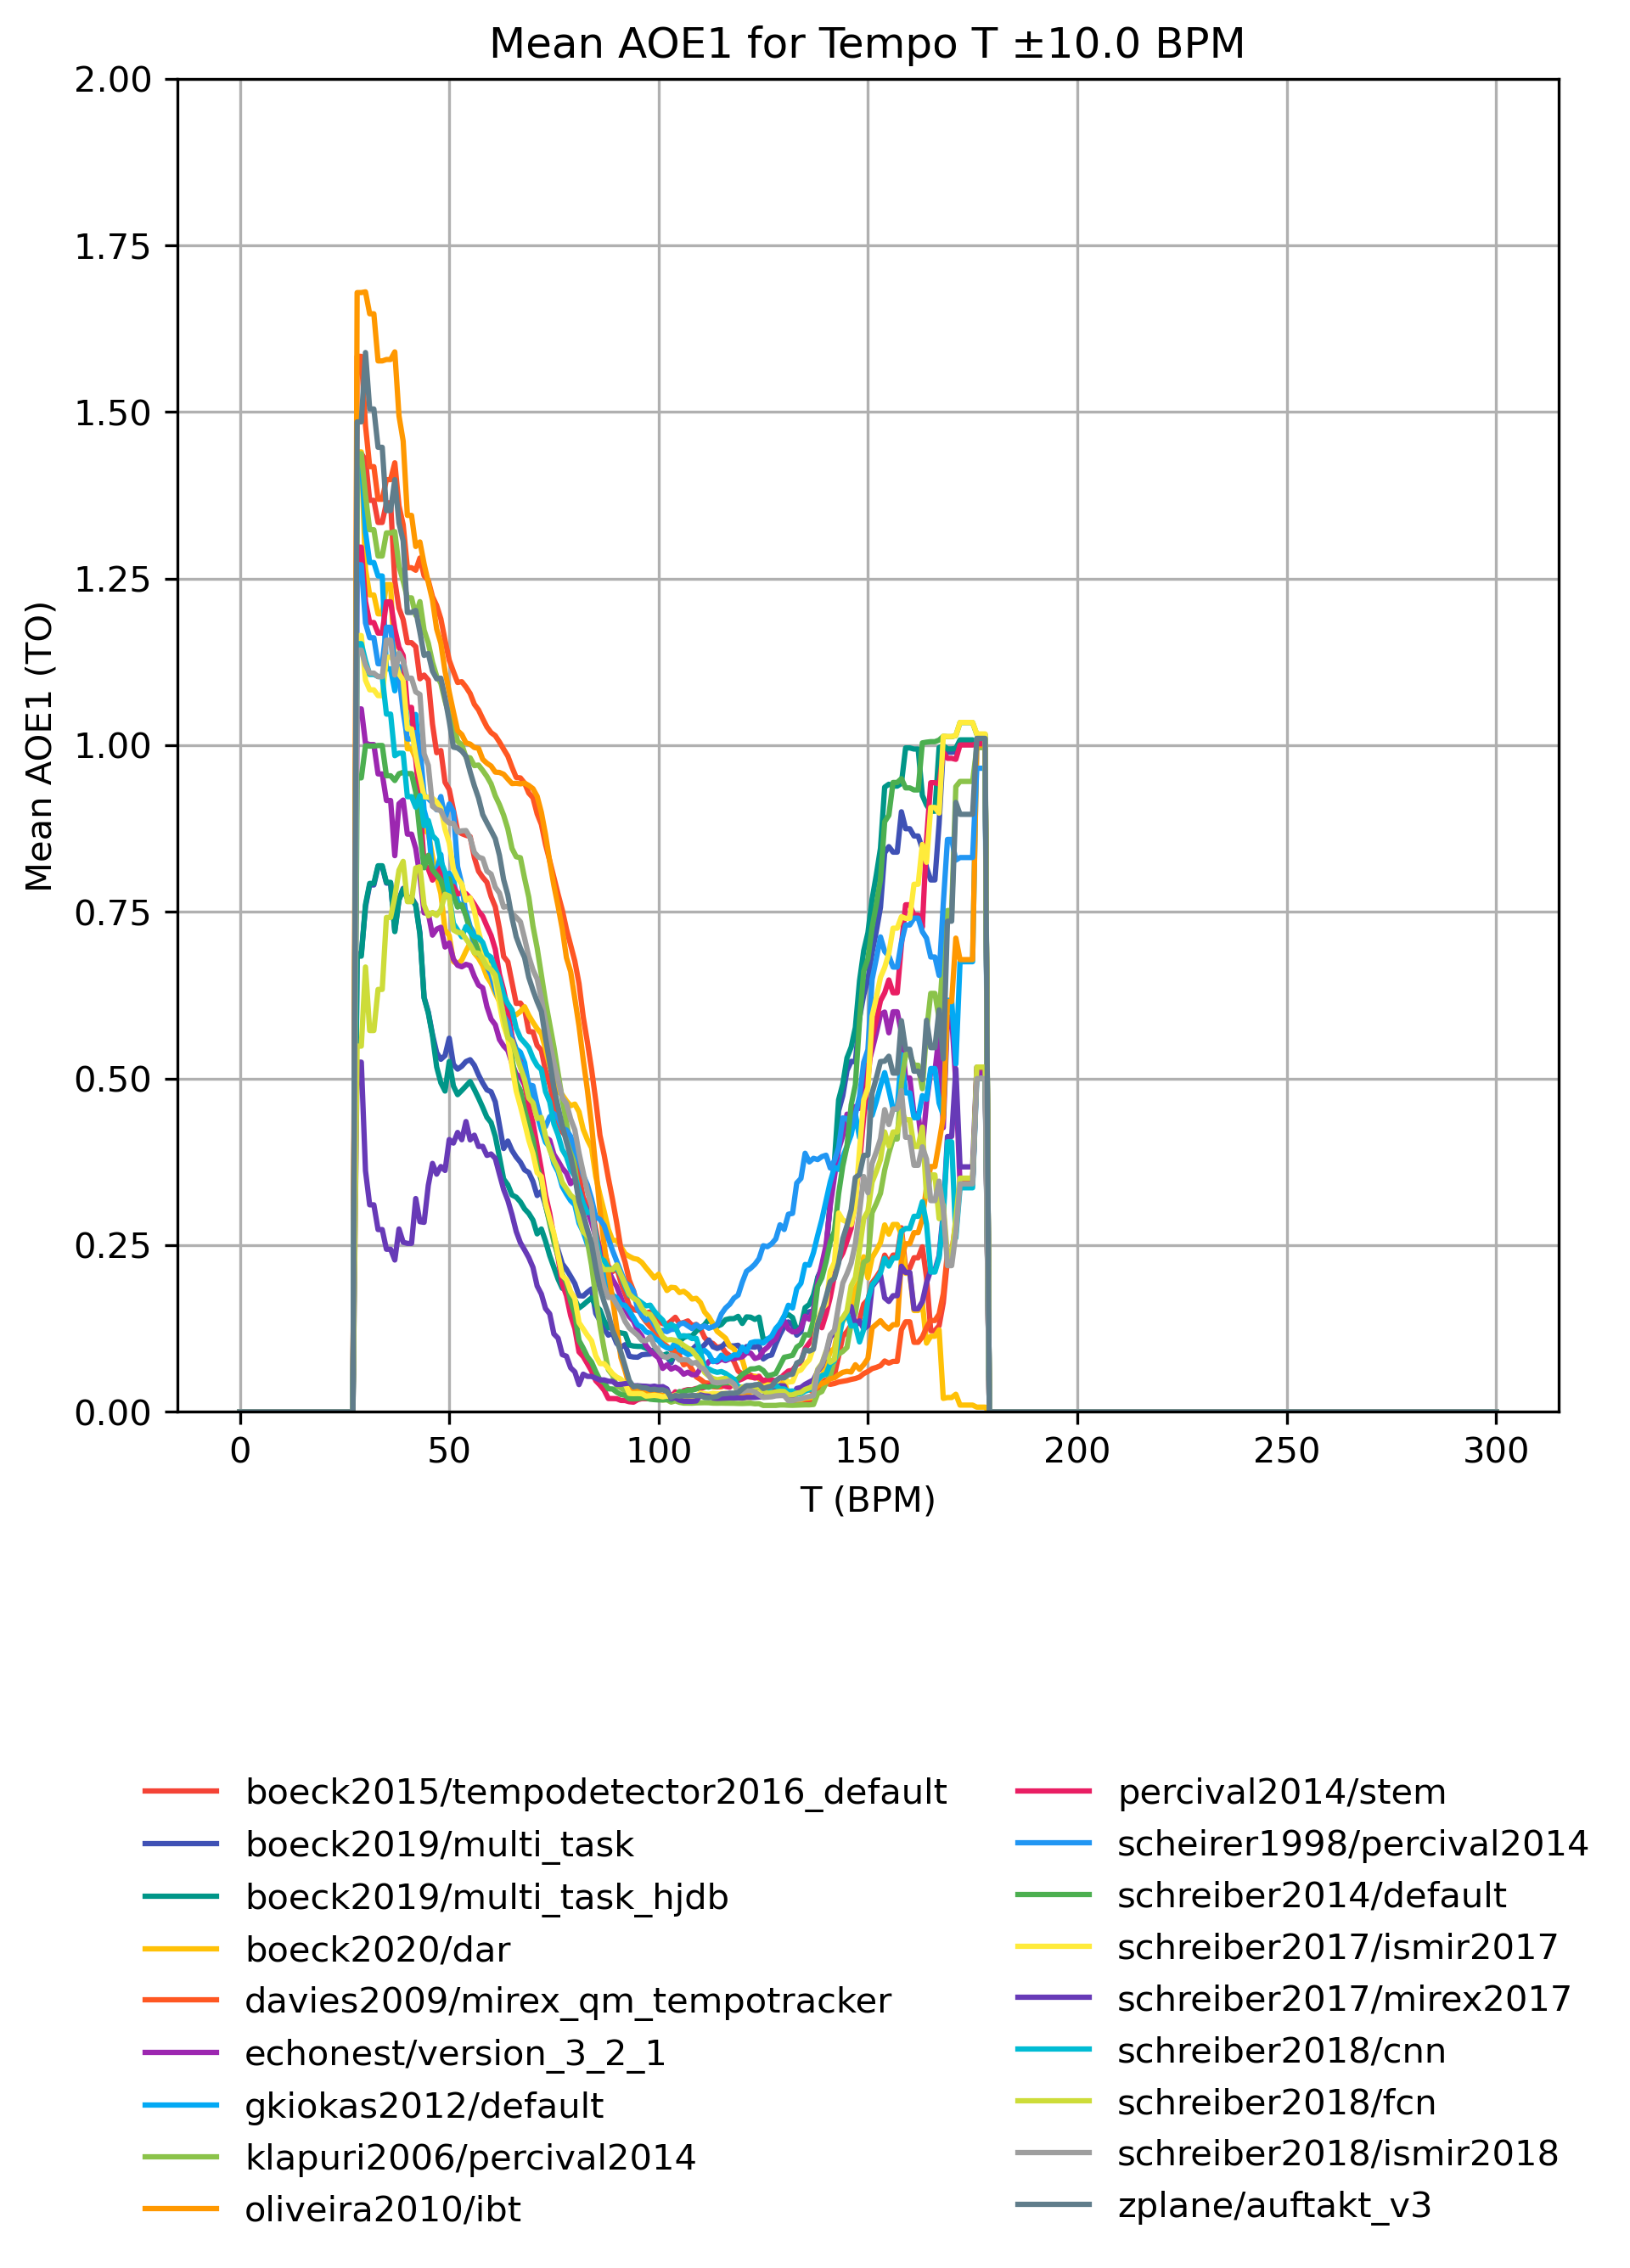 Mean AOE1 for Tempo T ±10.0 BPM
2.00
1.75
1.50
1.25
1.00
0.75
0.50
0.25
0.00
Mean AOE1 (TO)
0 50 100 150 200 250 300
T (BPM)
boeck2015/tempodetector2016_default
boeck2019/multi_task
boeck2019/multi_task_hjdb
boeck2020/dar
davies2009/mirex_qm_tempotracker
echonest/version_3_2_1
gkiokas2012/default
klapuri2006/percival2014
oliveira2010/ibt
percival2014/stem
scheirer1998/percival2014
schreiber2014/default
schreiber2017/ismir2017
schreiber2017/mirex2017
schreiber2018/cnn
schreiber2018/fcn
schreiber2018/ismir2018
zplane/auftakt_v3